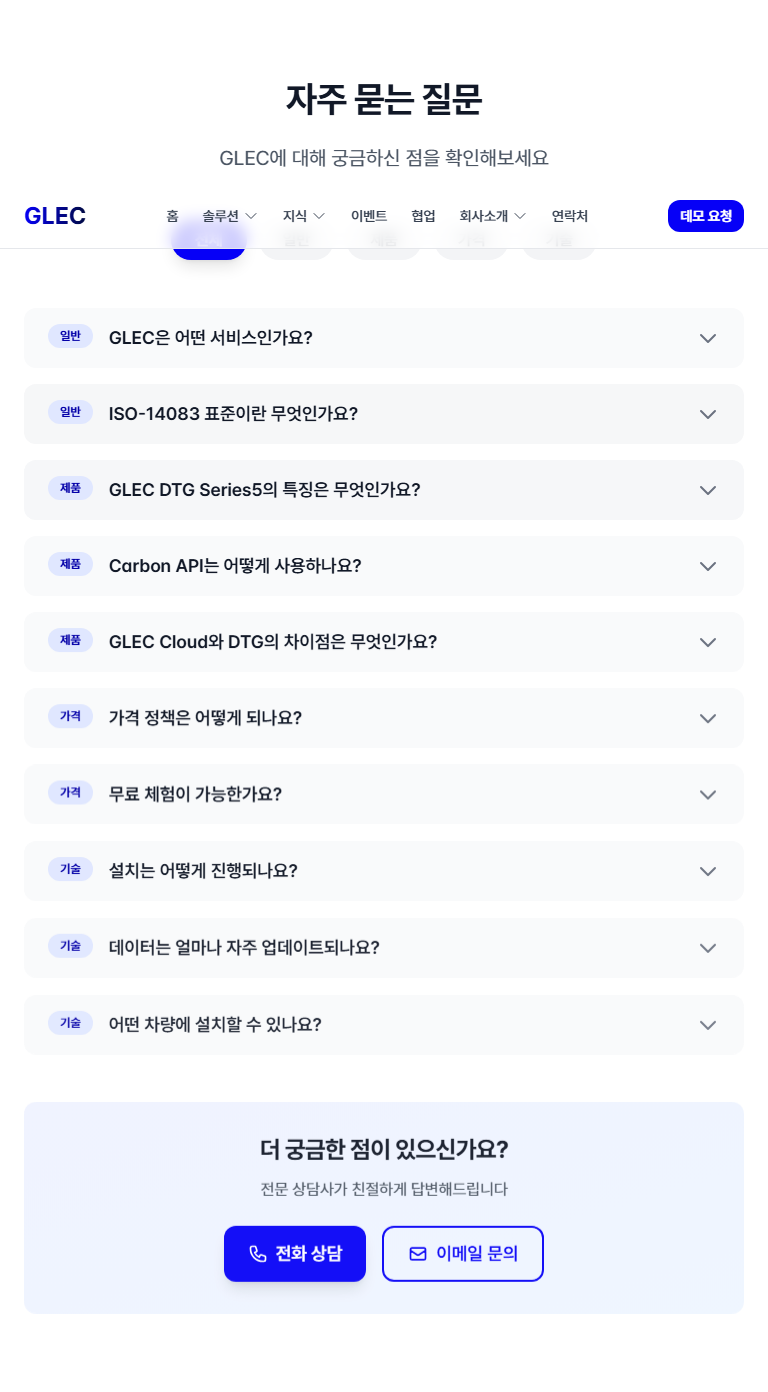 자주 묻는 질문
GLEC에 대해 궁금하신 점을 확인해보세요
GLEC 홈 솔루션 지식 이벤트 협업 회사소개 연락처 데모 요청
일반 GLEC은 어떤 서비스인가요?
일반 ISO-14083 표준이란 무엇인가요?
제품 GLEC DTG Series5의 특징은 무엇인가요?
제품 Carbon API는 어떻게 사용하나요?
제품 GLEC Cloud와 DTG의 차이점은 무엇인가요?
가격 가격 정책은 어떻게 되나요?
가격 무료 체험이 가능한가요?
기술 설치는 어떻게 진행되나요?
기술 데이터는 얼마나 자주 업데이트되나요?
기술 어떤 차량에 설치할 수 있나요?
더 궁금한 점이 있으신가요?
전문 상담사가 친절하게 답변해드립니다
전화 상담 이메일 문의